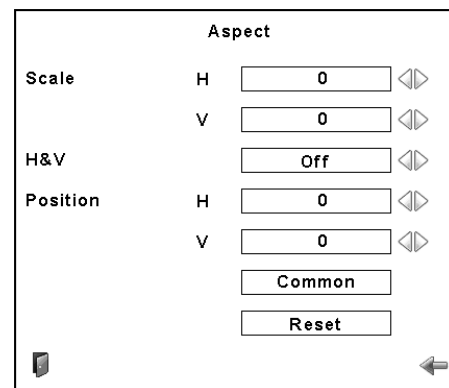 Aspect
Scale H 0
V 0
H&V Off
Position H 0
V 0
Common
Reset